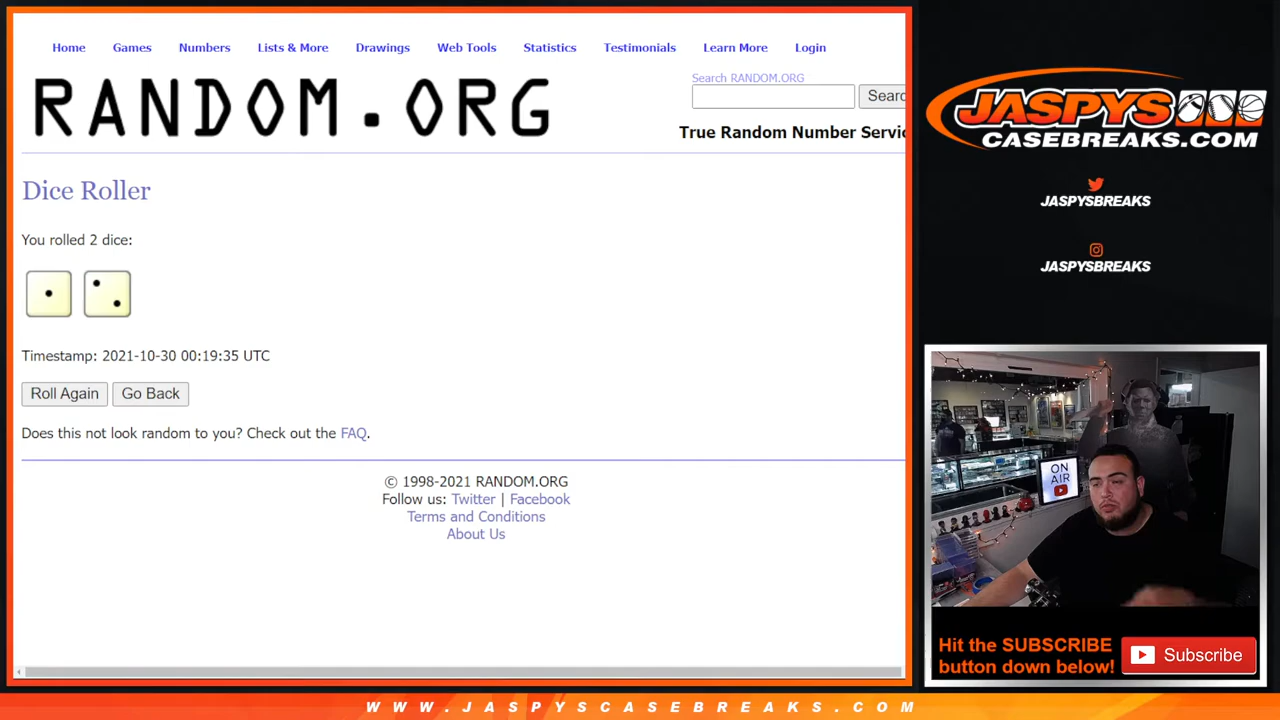 Home Games Numbers Lists & More Drawings Web Tools Statistics Testimonials Learn More Login
RANDOM.ORG
Search RANDOM.ORG
Searc
True Random Number Servic
Dice Roller
You rolled 2 dice:
Timestamp: 2021-10-30 00:19:35 UTC
Roll Again Go Back
Does this not look random to you? Check out the FAQ.
© 1998-2021 RANDOM.ORG
Follow us: Twitter | Facebook
Terms and Conditions
About Us
JASPYS
CASEBREAKS.COM
JASPYSBREAKS
JASPYSBREAKS
ON
AIR
Hit the SUBSCRIBE
button down below!
Subscribe
WWW.JASPYSCASEBREAKS.COM